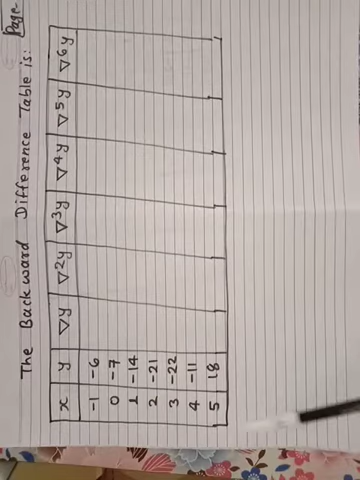 Page-
The Backward Difference Table is:
x y ∇y ∇2y ∇3y ∇4y ∇5y ∇6y
-1 -6
0 -7
1 -14
2 -21
3 -22
4 -11
5 18